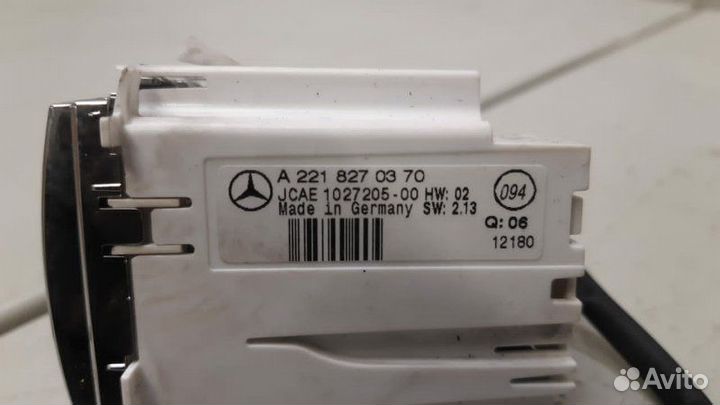 A 221 827 03 70
JCAE 1027205-00 HW: 02
Made in Germany SW: 2.13
094
Q: 06
12180
Avito